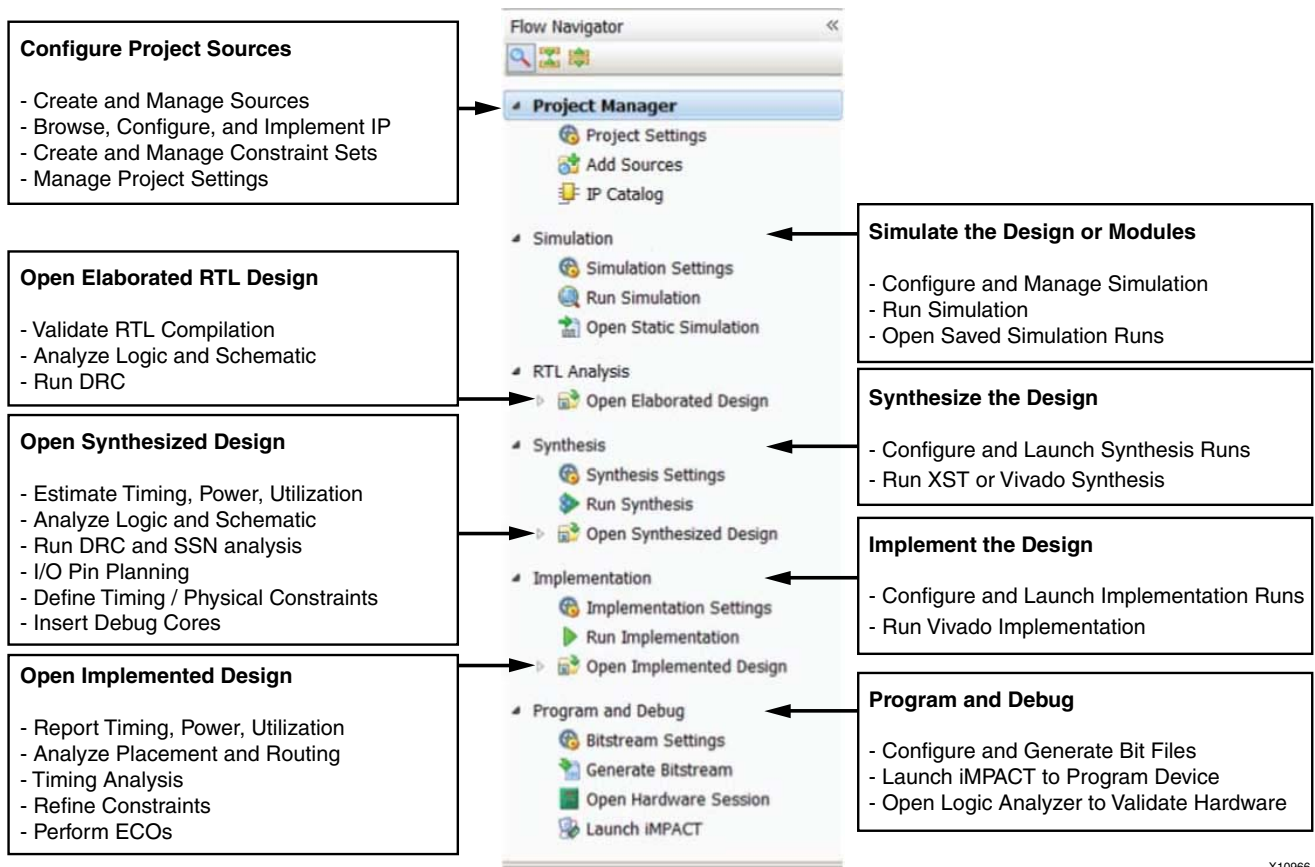 Configure Project Sources
- Create and Manage Sources
- Browse, Configure, and Implement IP
- Create and Manage Constraint Sets
- Manage Project Settings
Open Elaborated RTL Design
- Validate RTL Compilation
- Analyze Logic and Schematic
- Run DRC
Open Synthesized Design
- Estimate Timing, Power, Utilization
- Analyze Logic and Schematic
- Run DRC and SSN analysis
- I/O Pin Planning
- Define Timing / Physical Constraints
- Insert Debug Cores
Open Implemented Design
- Report Timing, Power, Utilization
- Analyze Placement and Routing
- Timing Analysis
- Refine Constraints
- Perform ECOs
Flow Navigator «
Project Manager
Project Settings
Add Sources
IP Catalog
Simulation
Simulation Settings
Run Simulation
Open Static Simulation
RTL Analysis
Open Elaborated Design
Synthesis
Synthesis Settings
Run Synthesis
Open Synthesized Design
Implementation
Implementation Settings
Run Implementation
Open Implemented Design
Program and Debug
Bitstream Settings
Generate Bitstream
Open Hardware Session
Launch iMPACT
Simulate the Design or Modules
- Configure and Manage Simulation
- Run Simulation
- Open Saved Simulation Runs
Synthesize the Design
- Configure and Launch Synthesis Runs
- Run XST or Vivado Synthesis
Implement the Design
- Configure and Launch Implementation Runs
- Run Vivado Implementation
Program and Debug
- Configure and Generate Bit Files
- Launch iMPACT to Program Device
- Open Logic Analyzer to Validate Hardware
X10966